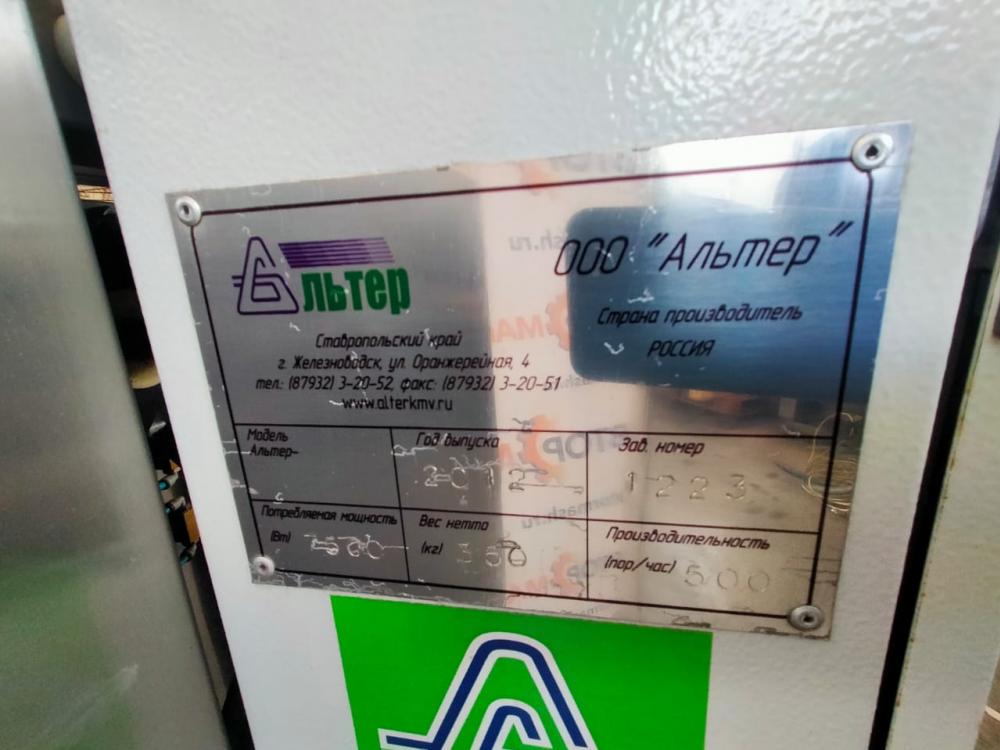 Альтер
ООО "Альтер"
Страна производитель
РОССИЯ
Ставропольский край
г. Железноводск, ул. Оранжерейная, 4
тел.: (87932) 3-20-52, факс: (87932) 3-20-51
www.alterkmv.ru
Модель
Альтер-
Год выпуска
2012
Зав. номер
1223
Потребляемая мощность
(Вт)
Вес нетто
(кг) 350
Производительность
(пор/час) 500